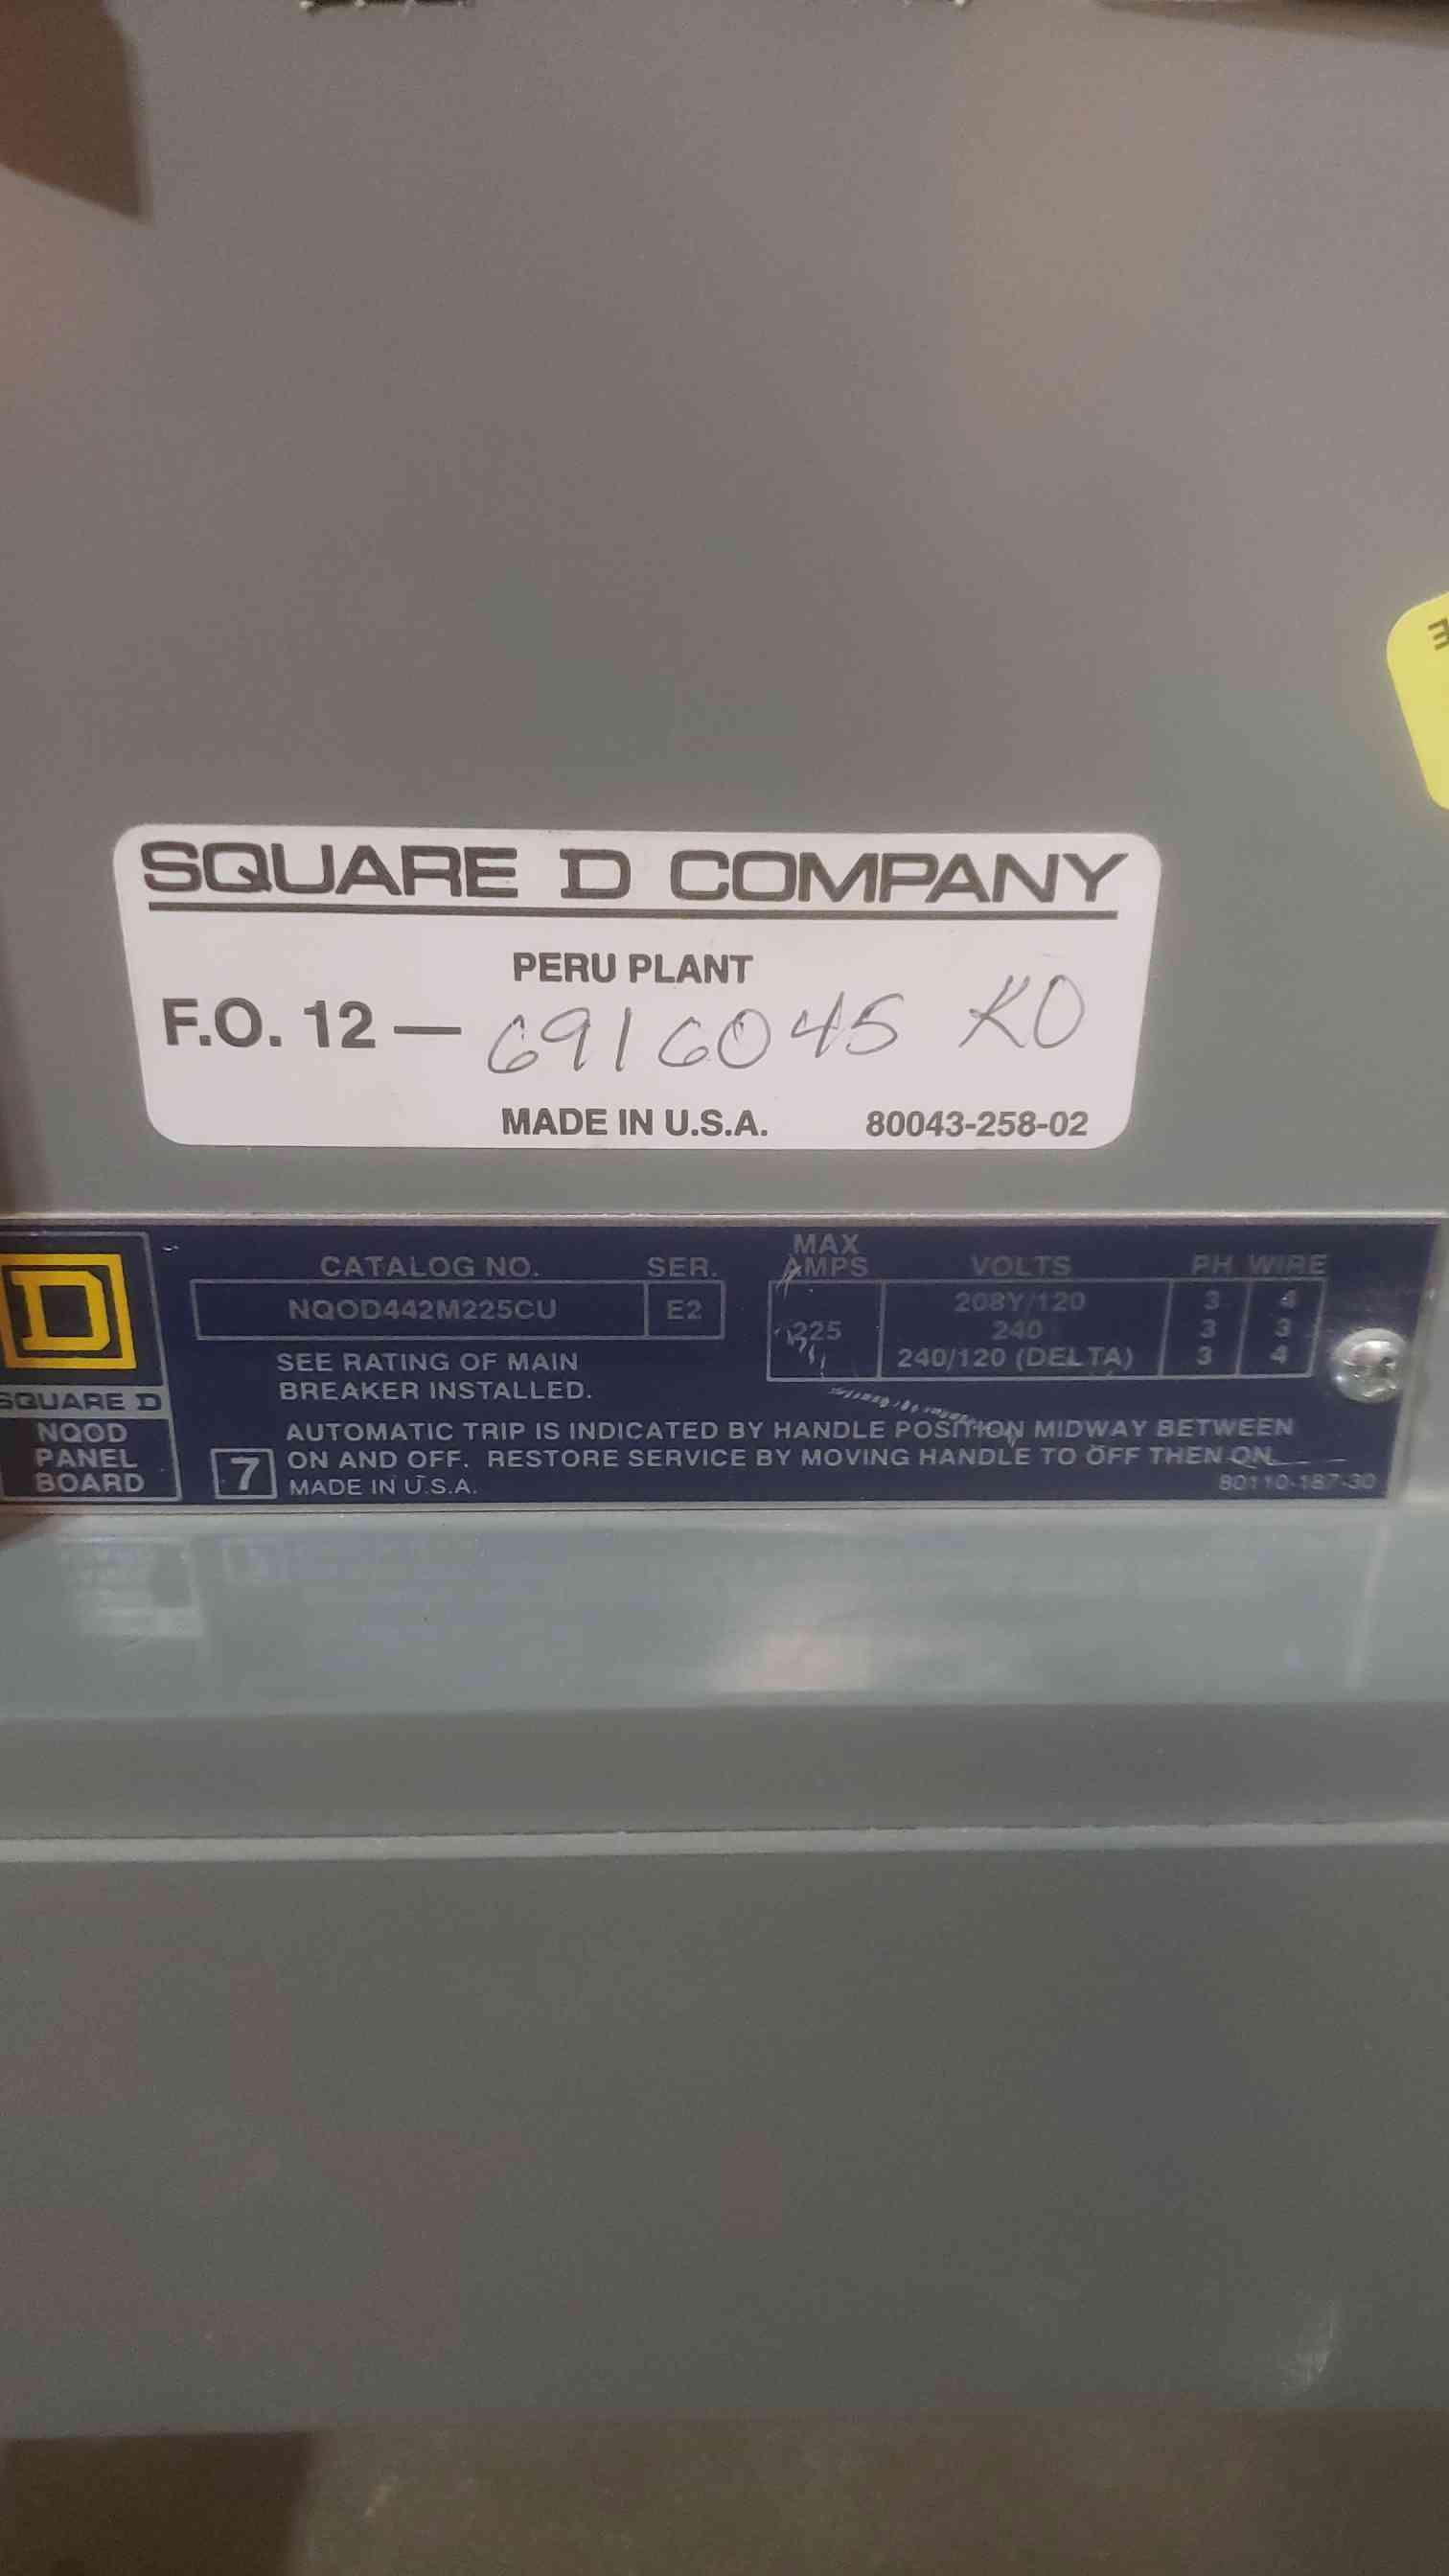 SQUARE D COMPANY
PERU PLANT
F.O. 12 — 6916045 KO
MADE IN U.S.A. 80043-258-02
D
SQUARE D
NQOD
PANEL
BOARD
CATALOG NO. SER.
NQOD442M225CU E2
SEE RATING OF MAIN
BREAKER INSTALLED.
MAX
AMPS VOLTS PH WIRE
208Y/120 3 4
225 240 3 3
240/120 (DELTA) 3 4
AUTOMATIC TRIP IS INDICATED BY HANDLE POSITION MIDWAY BETWEEN
7 ON AND OFF. RESTORE SERVICE BY MOVING HANDLE TO OFF THEN ON.
MADE IN U.S.A. 80110-187-30